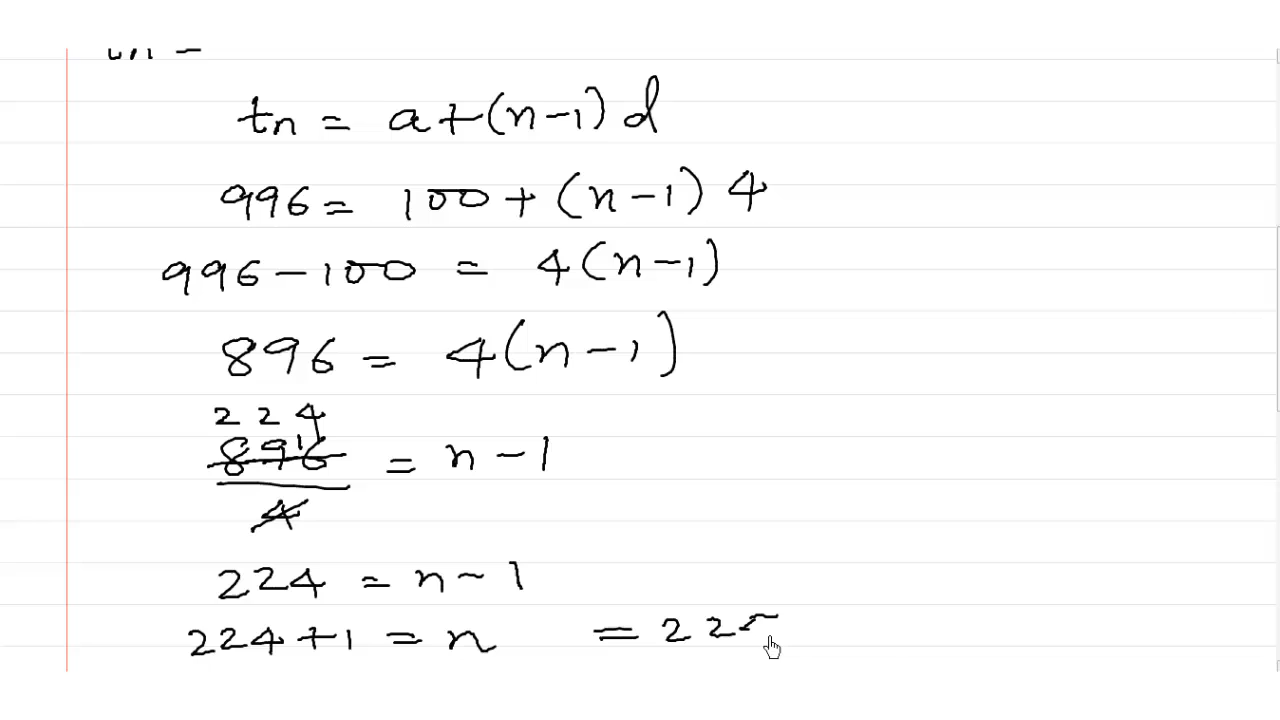 tn = a+(n-1) d
996 = 100 + (n-1) 4
996 - 100 = 4(n-1)
896 = 4(n-1)
224
896 = n-1
4
224 = n-1
224+1 = n = 225